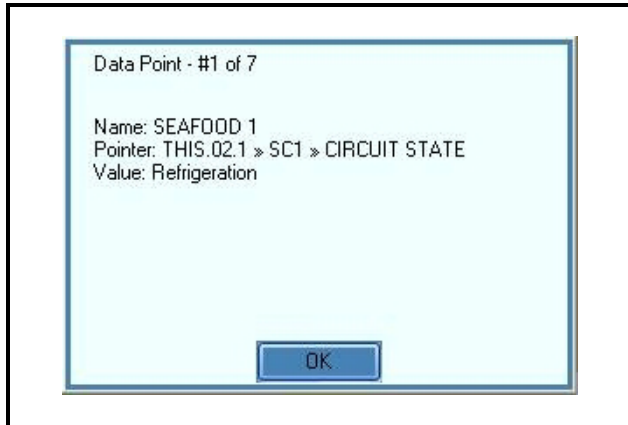 Data Point - #1 of 7
Name: SEAFOOD 1
Pointer: THIS.02.1 » SC1 » CIRCUIT STATE
Value: Refrigeration
OK